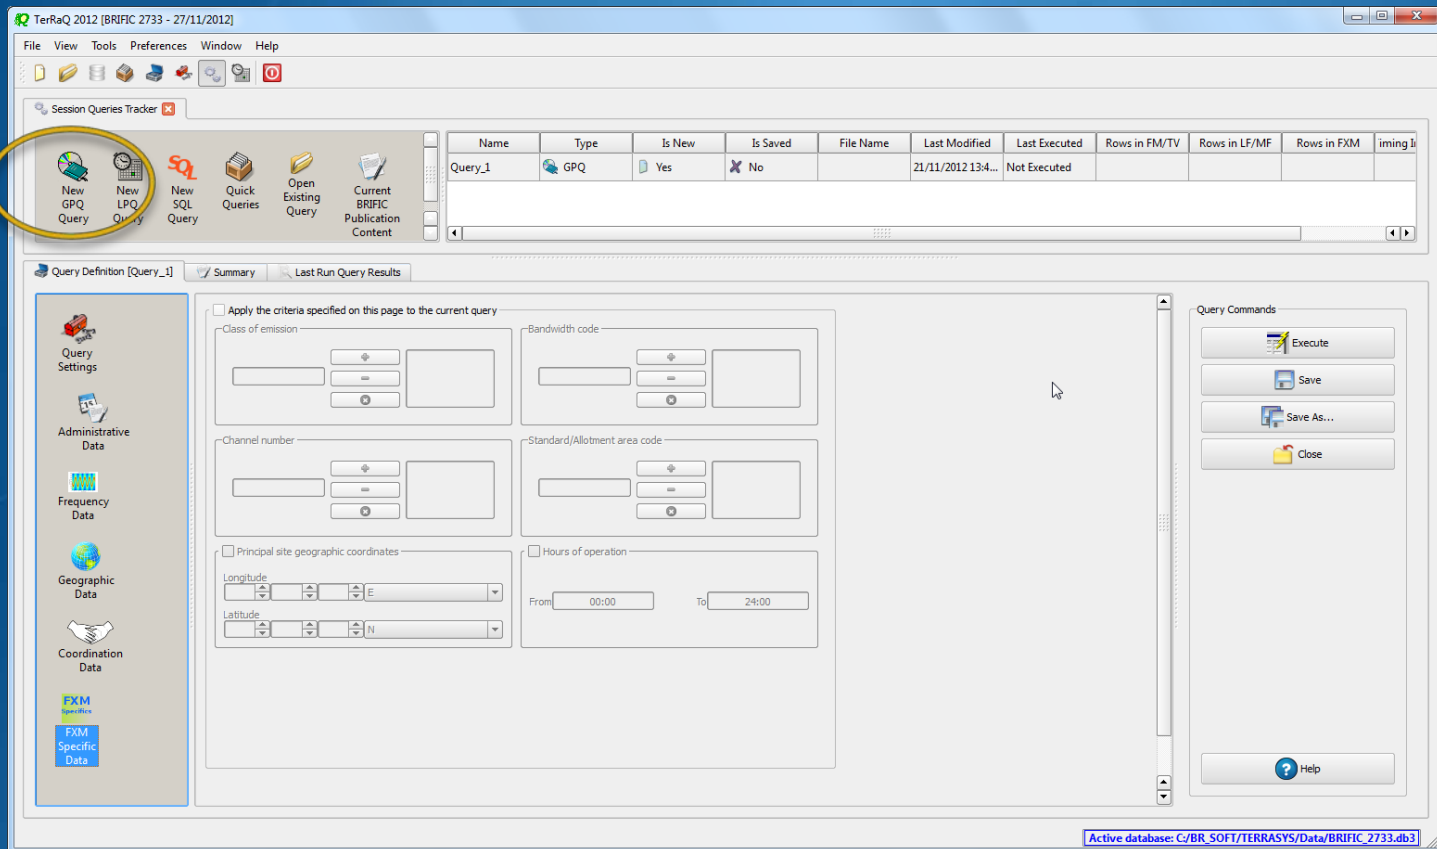 TerRaQ 2012 [BRIFIC 2733 - 27/11/2012]
File View Tools Preferences Window Help
Session Queries Tracker
New GPQ Query
New LPQ Query
New SQL Query
Quick Queries
Open Existing Query
Current BRIFIC Publication Content
Name Type Is New Is Saved File Name Last Modified Last Executed Rows in FM/TV Rows in LF/MF Rows in FXM iming I
Query_1 GPQ Yes No 21/11/2012 13:4... Not Executed
Query Definition [Query_1] Summary Last Run Query Results
Query Settings
Administrative Data
Frequency Data
Geographic Data
Coordination Data
FXM Specifics
FXM Specific Data
Apply the criteria specified on this page to the current query
Class of emission
Bandwidth code
Channel number
Standard/Allotment area code
Principal site geographic coordinates
Longitude
E
Latitude
N
Hours of operation
From 00:00 To 24:00
Query Commands
Execute
Save
Save As...
Close
Help
Active database: C:/BR_SOFT/TERRASYS/Data/BRIFIC_2733.db3